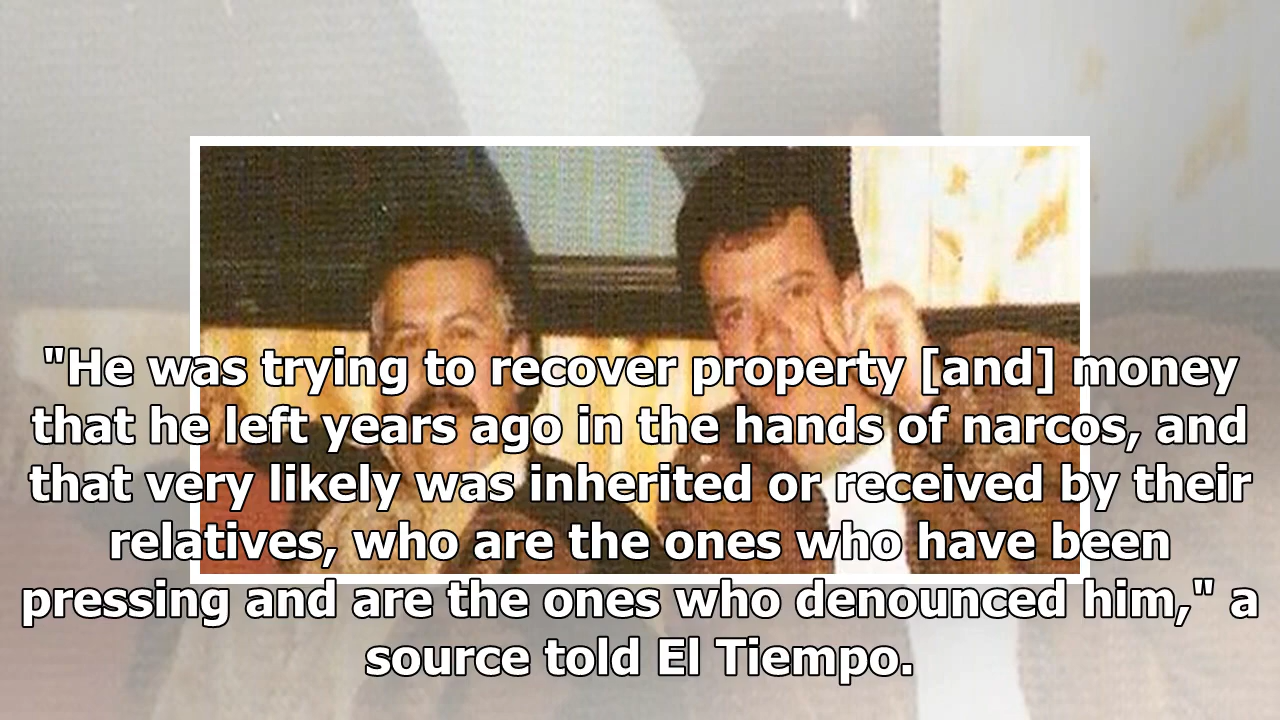 "He was trying to recover property [and] money
that he left years ago in the hands of narcos, and
that very likely was inherited or received by their
relatives, who are the ones who have been
pressing and are the ones who denounced him," a
source told El Tiempo.